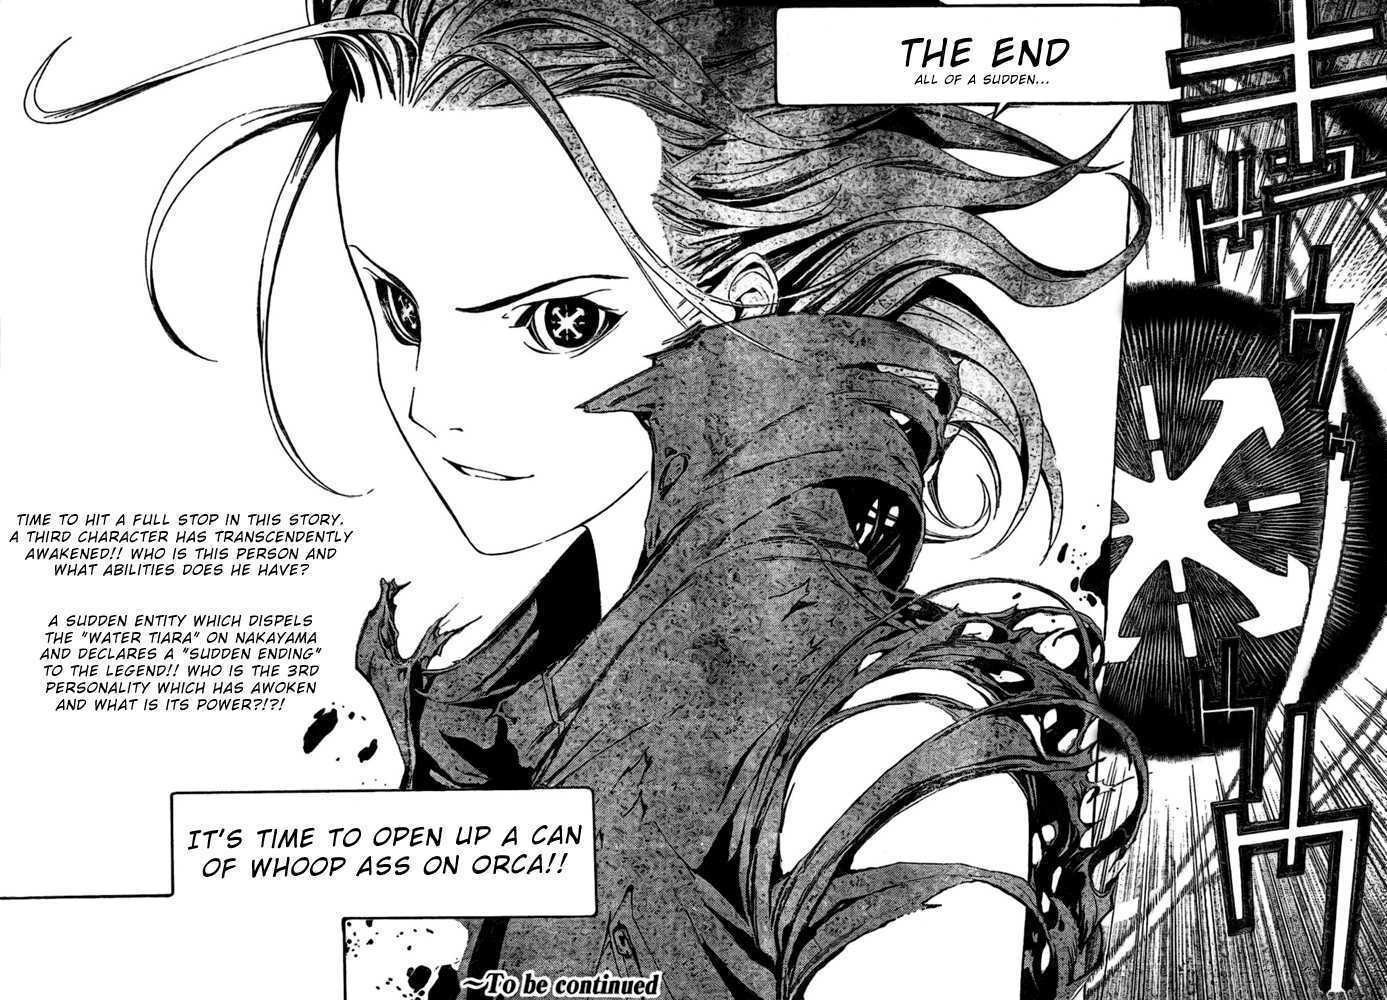 THE END
ALL OF A SUDDEN...
TIME TO HIT A FULL STOP IN THIS STORY.
A THIRD CHARACTER HAS TRANSCENDENTLY
AWAKENED!! WHO IS THIS PERSON AND
WHAT ABILITIES DOES HE HAVE?
A SUDDEN ENTITY WHICH DISPELS
THE "WATER TIARA" ON NAKAYAMA
AND DECLARES A "SUDDEN ENDING"
TO THE LEGEND!! WHO IS THE 3RD
PERSONALITY WHICH HAS AWOKEN
AND WHAT IS ITS POWER?!?!
IT'S TIME TO OPEN UP A CAN
OF WHOOP ASS ON ORCA!!
~To be continued